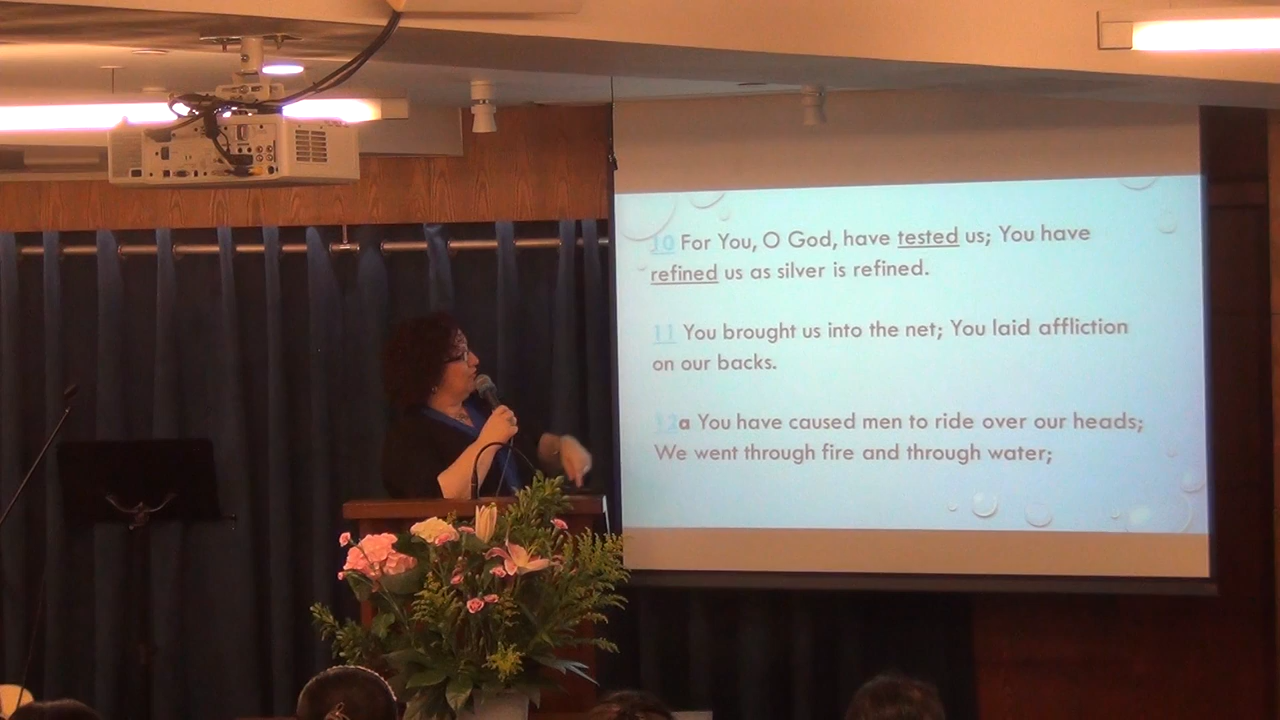 10 For You, O God, have tested us; You have
refined us as silver is refined.
11 You brought us into the net; You laid affliction
on our backs.
12a You have caused men to ride over our heads;
We went through fire and through water;